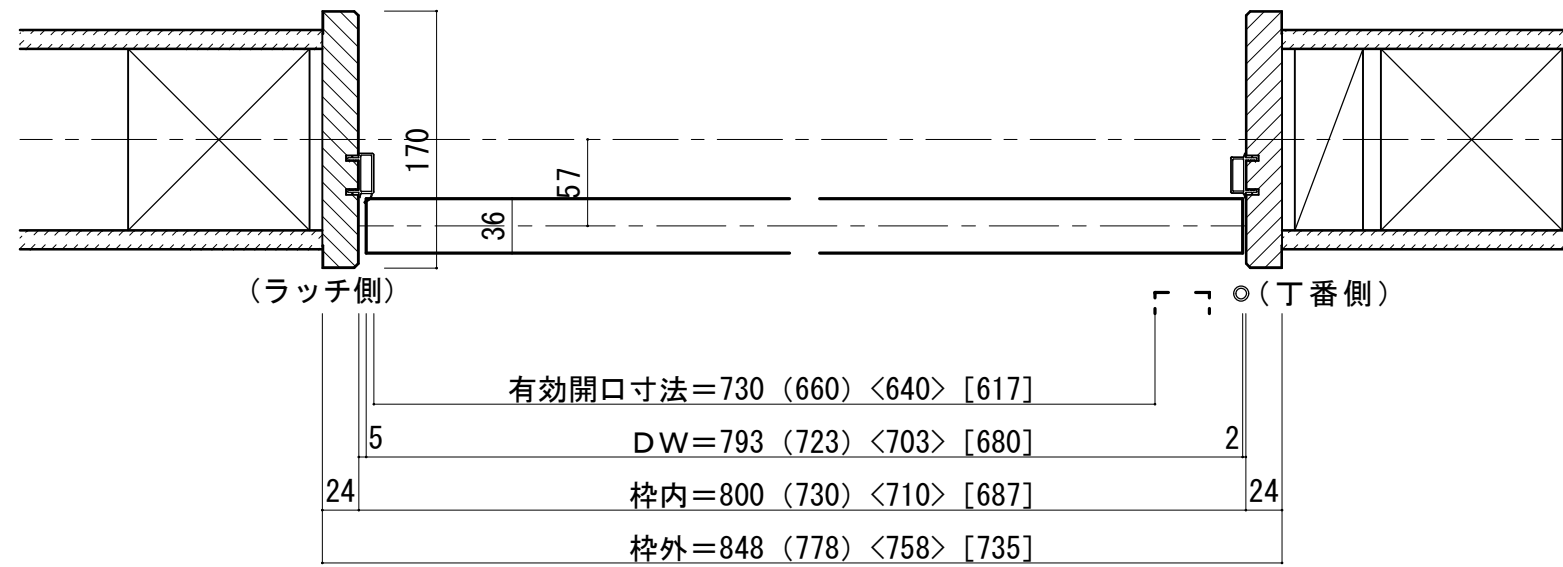 170
57
36
(ラッチ側)
◎(丁番側)
有効開口寸法=730 (660) <640> [617]
5
DW=793 (723) <703> [680]
2
24
枠内=800 (730) <710> [687]
24
枠外=848 (778) <758> [735]